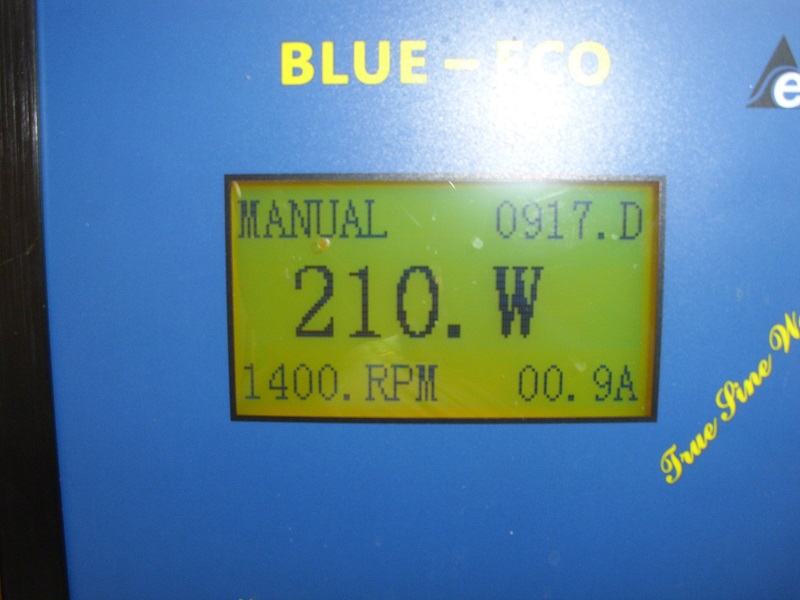 BLUE – ECO
e
MANUAL 0917.D
210.W
1400.RPM 00.9A
True Sine